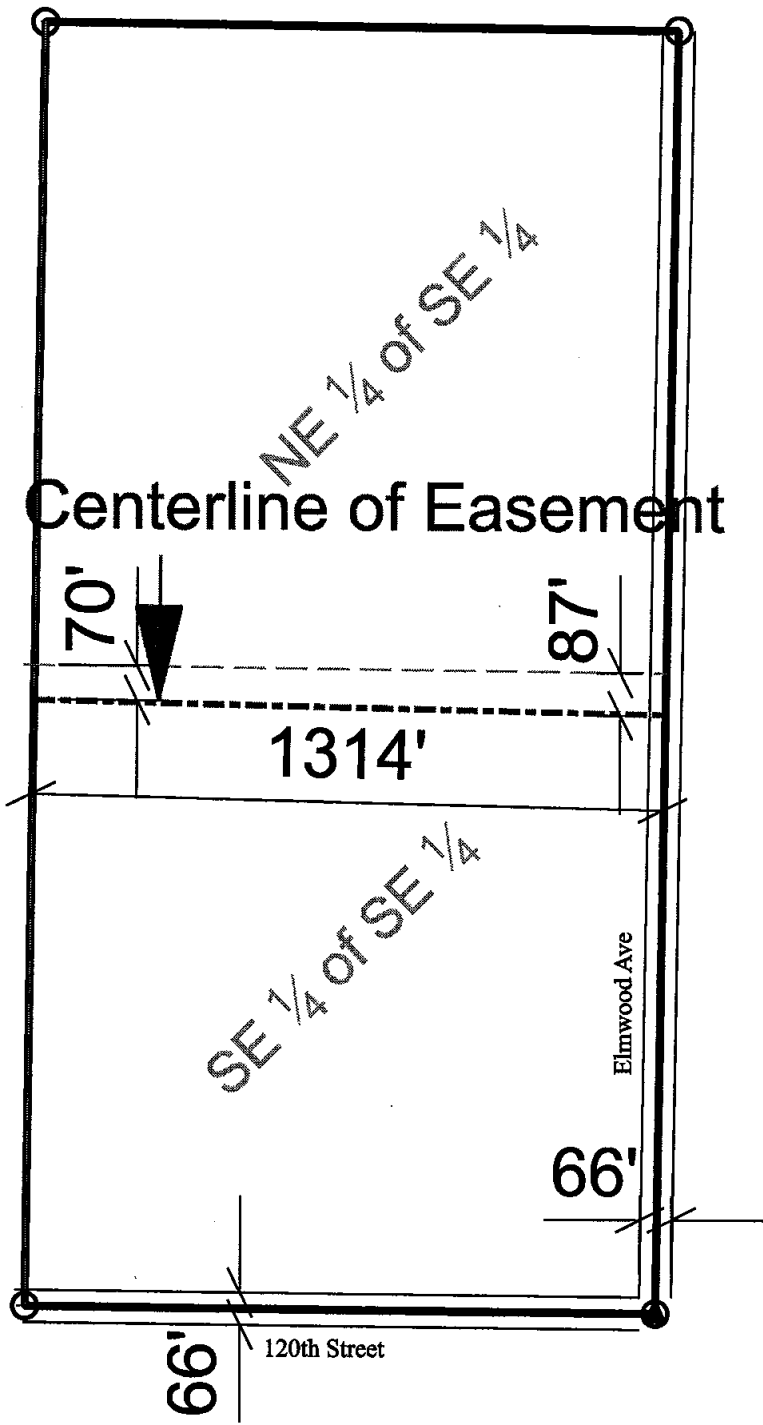 NE ¼ of SE ¼
Centerline of Easement
70'
87'
1314'
SE ¼ of SE ¼
Elmwood Ave
66'
120th Street
66'